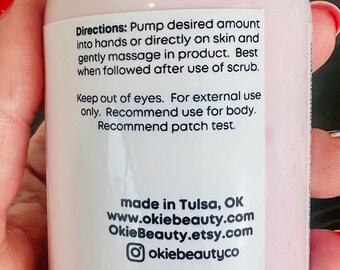 Directions: Pump desired amount
into hands or directly on skin and
gently massage in product. Best
when followed after use of scrub.
Keep out of eyes. For external use
only. Recommend use for body.
Recommend patch test.
made in Tulsa, OK
www.okiebeauty.com
OkieBeauty.etsy.com
okiebeautyco